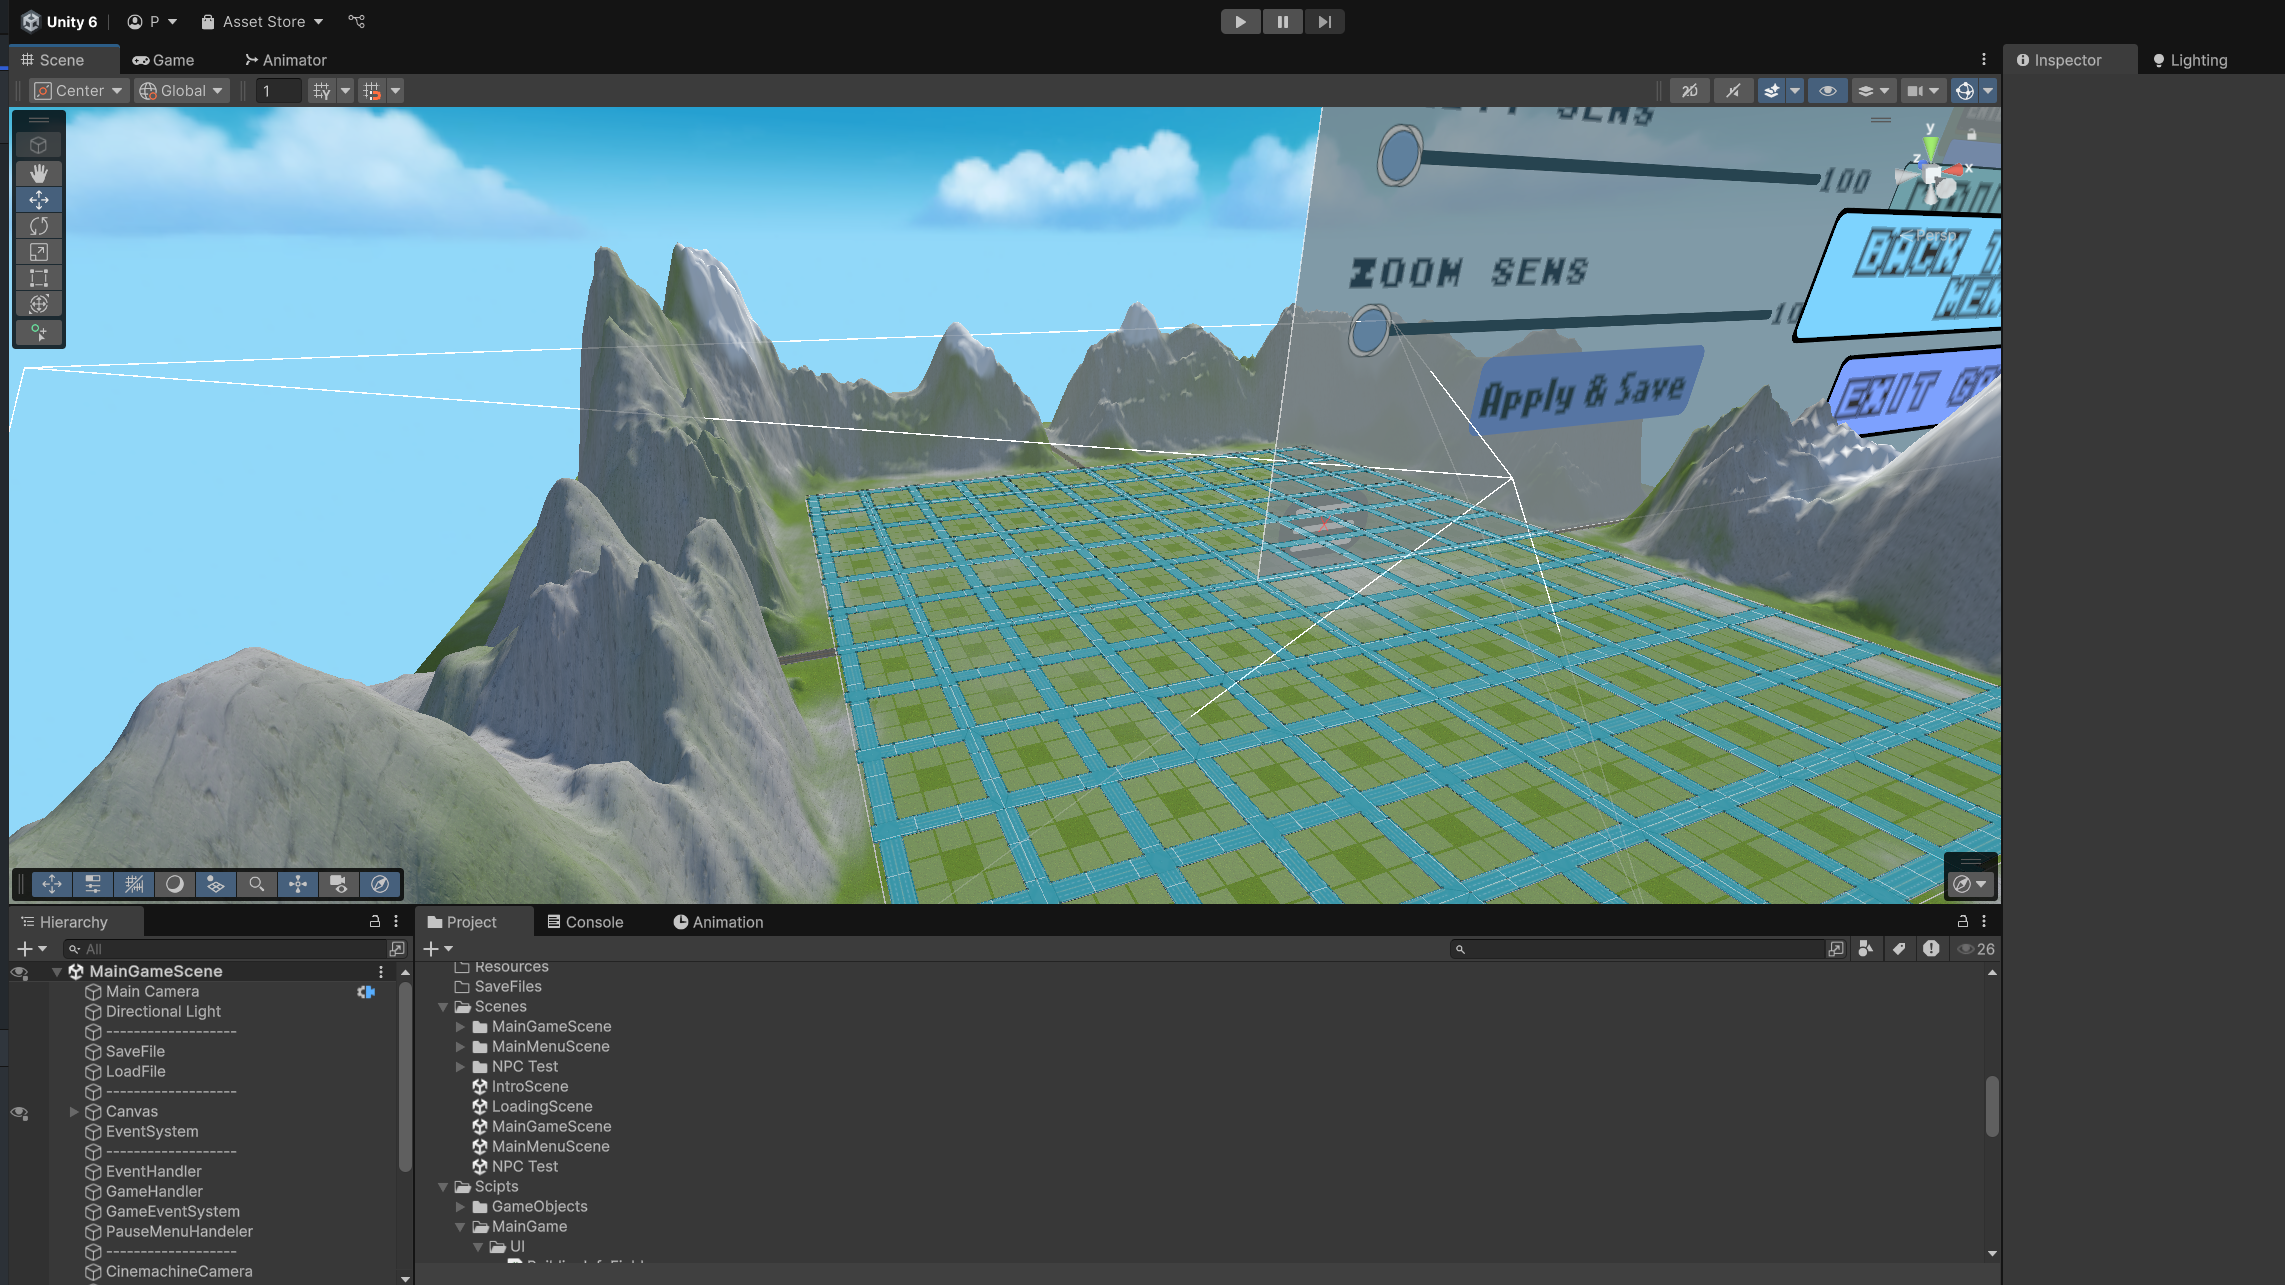 Unity 6
P
Asset Store
Scene
Game
Animator
Inspector
Lighting
Center
Global
1
2D
SENS
100
y
z
x
Persp
ZOOM SENS
10
BACK
Apply & Save
EXIT
Hierarchy
Project
Console
Animation
All
26
MainGameScene
Main Camera
Directional Light
-------------------
SaveFile
LoadFile
-------------------
Canvas
EventSystem
-------------------
EventHandler
GameHandler
GameEventSystem
PauseMenuHandeler
-------------------
CinemachineCamera
Resources
SaveFiles
Scenes
MainGameScene
MainMenuScene
NPC Test
IntroScene
LoadingScene
MainGameScene
MainMenuScene
NPC Test
Scipts
GameObjects
MainGame
UI